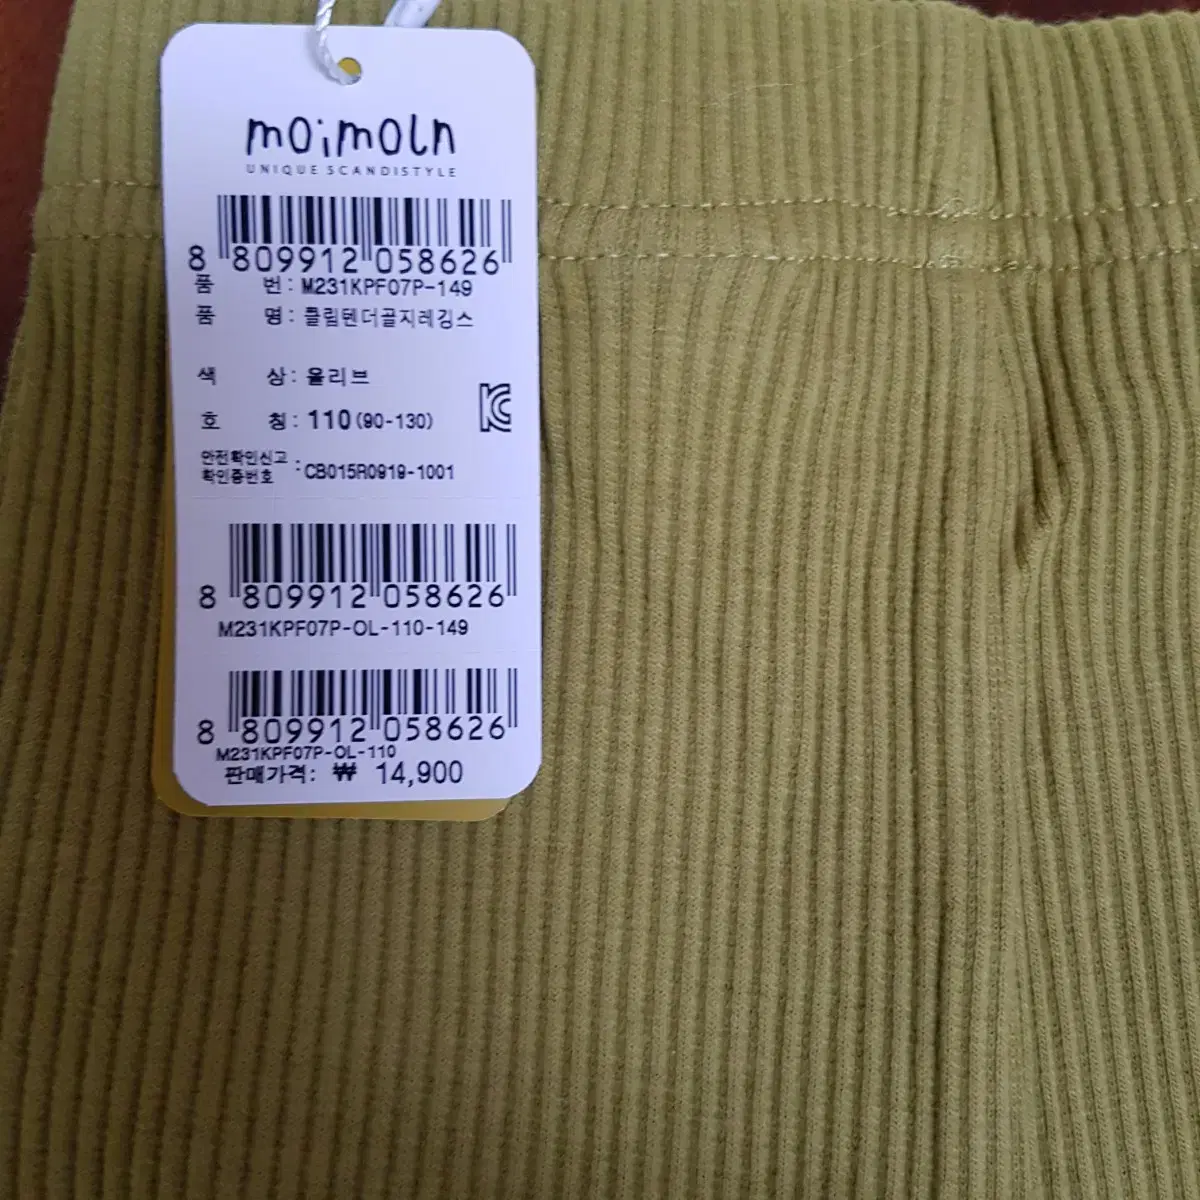 moimoln
UNIQUE SCANDISTYLE
8 809912 058626
품 번: M231KPF07P-149
품 명: 플림텐더골지레깅스
색 상: 올리브
호 칭: 110(90-130)
안전확인신고
확인증번호 : CB015R0919-1001
8 809912 058626
M231KPF07P-OL-110-149
8 809912 058626
M231KPF07P-OL-110
판매가격: ₩ 14,900